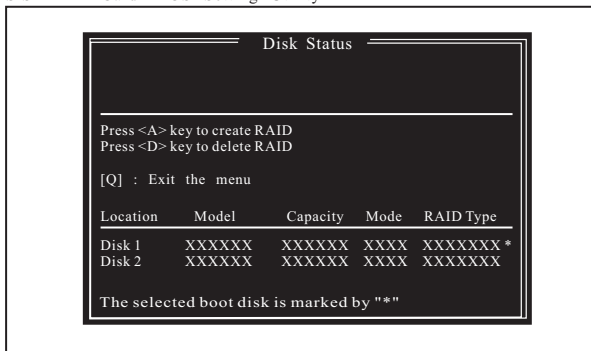 Disk Status
Press <A> key to create RAID
Press <D> key to delete RAID
[Q] : Exit the menu
Location Model Capacity Mode RAID Type
Disk 1 XXXXXX XXXXXX XXXX XXXXXXX *
Disk 2 XXXXXX XXXXXX XXXX XXXXXXX
The selected boot disk is marked by "*"